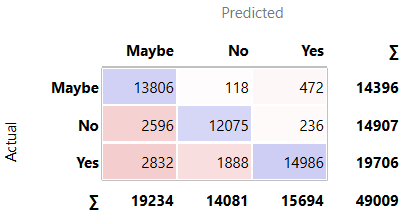 Predicted
Maybe No Yes ∑
Maybe 13806 118 472 14396
Actual
No 2596 12075 236 14907
Yes 2832 1888 14986 19706
∑ 19234 14081 15694 49009